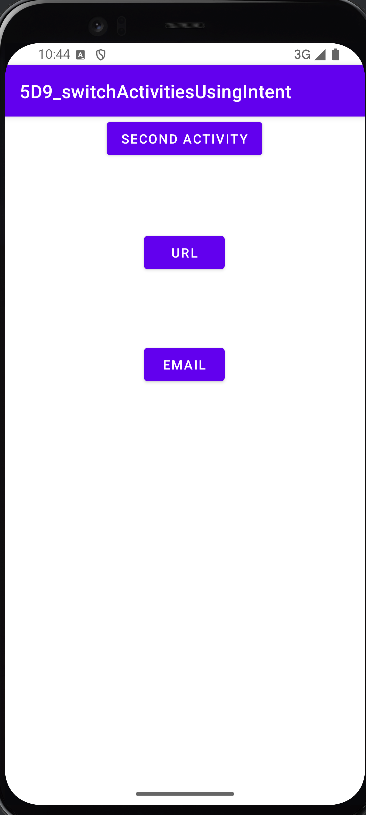 10:44 A
3G
5D9_switchActivitiesUsingIntent
SECOND ACTIVITY
URL
EMAIL